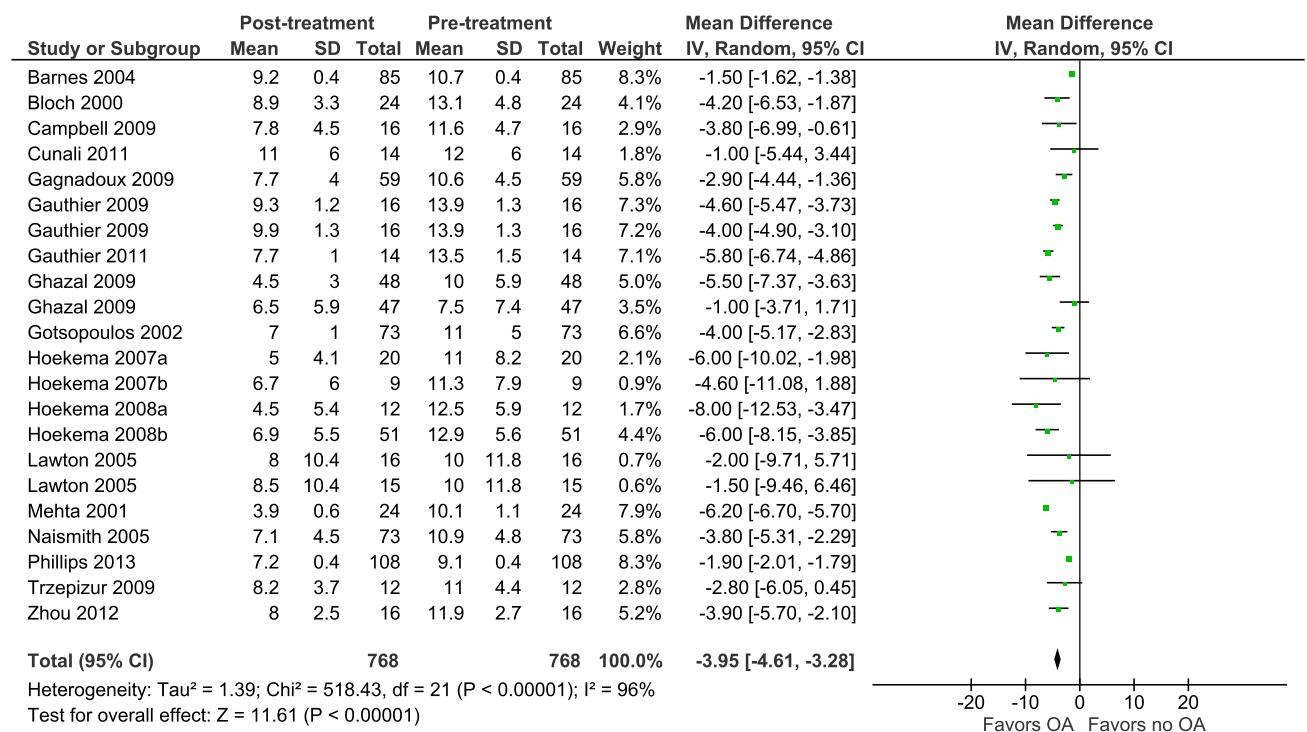 Post-treatment Pre-treatment Mean Difference Mean Difference
Study or Subgroup Mean SD Total Mean SD Total Weight IV, Random, 95% CI IV, Random, 95% CI
Barnes 2004 9.2 0.4 85 10.7 0.4 85 8.3% -1.50 [-1.62, -1.38]
Bloch 2000 8.9 3.3 24 13.1 4.8 24 4.1% -4.20 [-6.53, -1.87]
Campbell 2009 7.8 4.5 16 11.6 4.7 16 2.9% -3.80 [-6.99, -0.61]
Cunali 2011 11 6 14 12 6 14 1.8% -1.00 [-5.44, 3.44]
Gagnadoux 2009 7.7 4 59 10.6 4.5 59 5.8% -2.90 [-4.44, -1.36]
Gauthier 2009 9.3 1.2 16 13.9 1.3 16 7.3% -4.60 [-5.47, -3.73]
Gauthier 2009 9.9 1.3 16 13.9 1.3 16 7.2% -4.00 [-4.90, -3.10]
Gauthier 2011 7.7 1 14 13.5 1.5 14 7.1% -5.80 [-6.74, -4.86]
Ghazal 2009 4.5 3 48 10 5.9 48 5.0% -5.50 [-7.37, -3.63]
Ghazal 2009 6.5 5.9 47 7.5 7.4 47 3.5% -1.00 [-3.71, 1.71]
Gotsopoulos 2002 7 1 73 11 5 73 6.6% -4.00 [-5.17, -2.83]
Hoekema 2007a 5 4.1 20 11 8.2 20 2.1% -6.00 [-10.02, -1.98]
Hoekema 2007b 6.7 6 9 11.3 7.9 9 0.9% -4.60 [-11.08, 1.88]
Hoekema 2008a 4.5 5.4 12 12.5 5.9 12 1.7% -8.00 [-12.53, -3.47]
Hoekema 2008b 6.9 5.5 51 12.9 5.6 51 4.4% -6.00 [-8.15, -3.85]
Lawton 2005 8 10.4 16 10 11.8 16 0.7% -2.00 [-9.71, 5.71]
Lawton 2005 8.5 10.4 15 10 11.8 15 0.6% -1.50 [-9.46, 6.46]
Mehta 2001 3.9 0.6 24 10.1 1.1 24 7.9% -6.20 [-6.70, -5.70]
Naismith 2005 7.1 4.5 73 10.9 4.8 73 5.8% -3.80 [-5.31, -2.29]
Phillips 2013 7.2 0.4 108 9.1 0.4 108 8.3% -1.90 [-2.01, -1.79]
Trzepizur 2009 8.2 3.7 12 11 4.4 12 2.8% -2.80 [-6.05, 0.45]
Zhou 2012 8 2.5 16 11.9 2.7 16 5.2% -3.90 [-5.70, -2.10]
Total (95% CI) 768 768 100.0% -3.95 [-4.61, -3.28]
Heterogeneity: Tau² = 1.39; Chi² = 518.43, df = 21 (P < 0.00001); I² = 96%
Test for overall effect: Z = 11.61 (P < 0.00001)
-20 -10 0 10 20
Favors OA Favors no OA